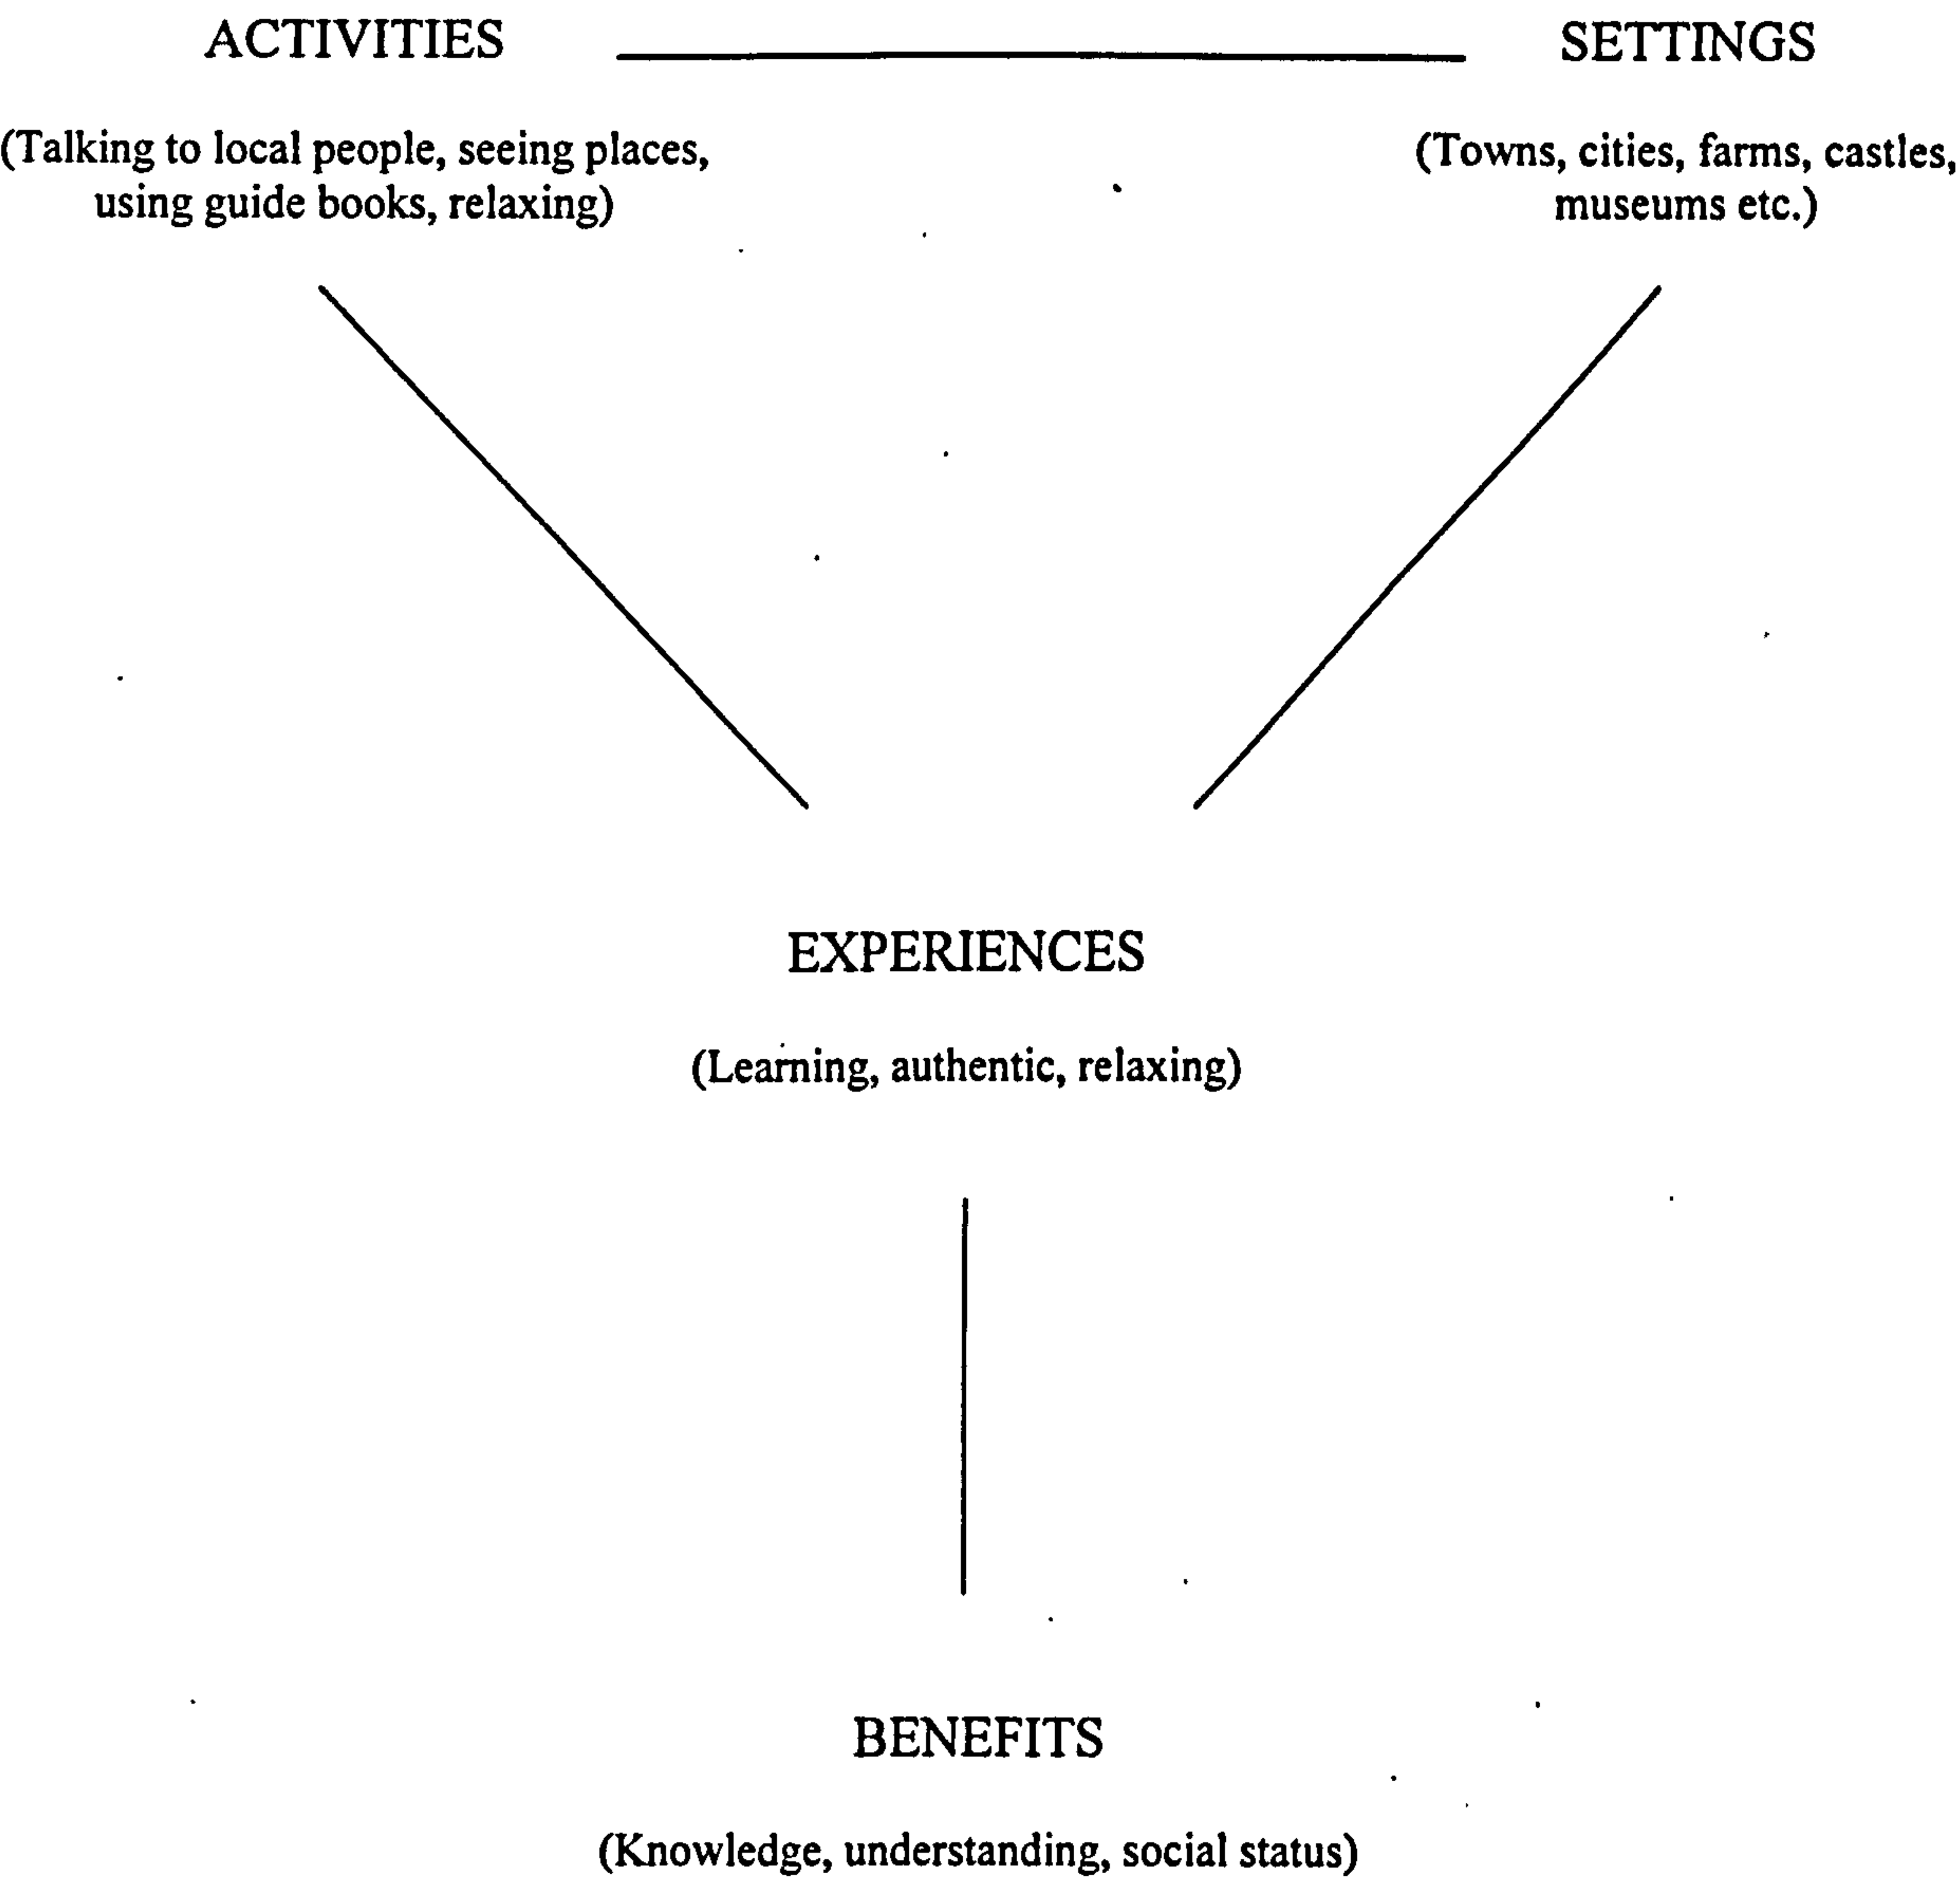 ACTIVITIES
SETTINGS
(Talking to local people, seeing places,
using guide books, relaxing)
(Towns, cities, farms, castles,
museums etc.)
EXPERIENCES
(Learning, authentic, relaxing)
BENEFITS
(Knowledge, understanding, social status)